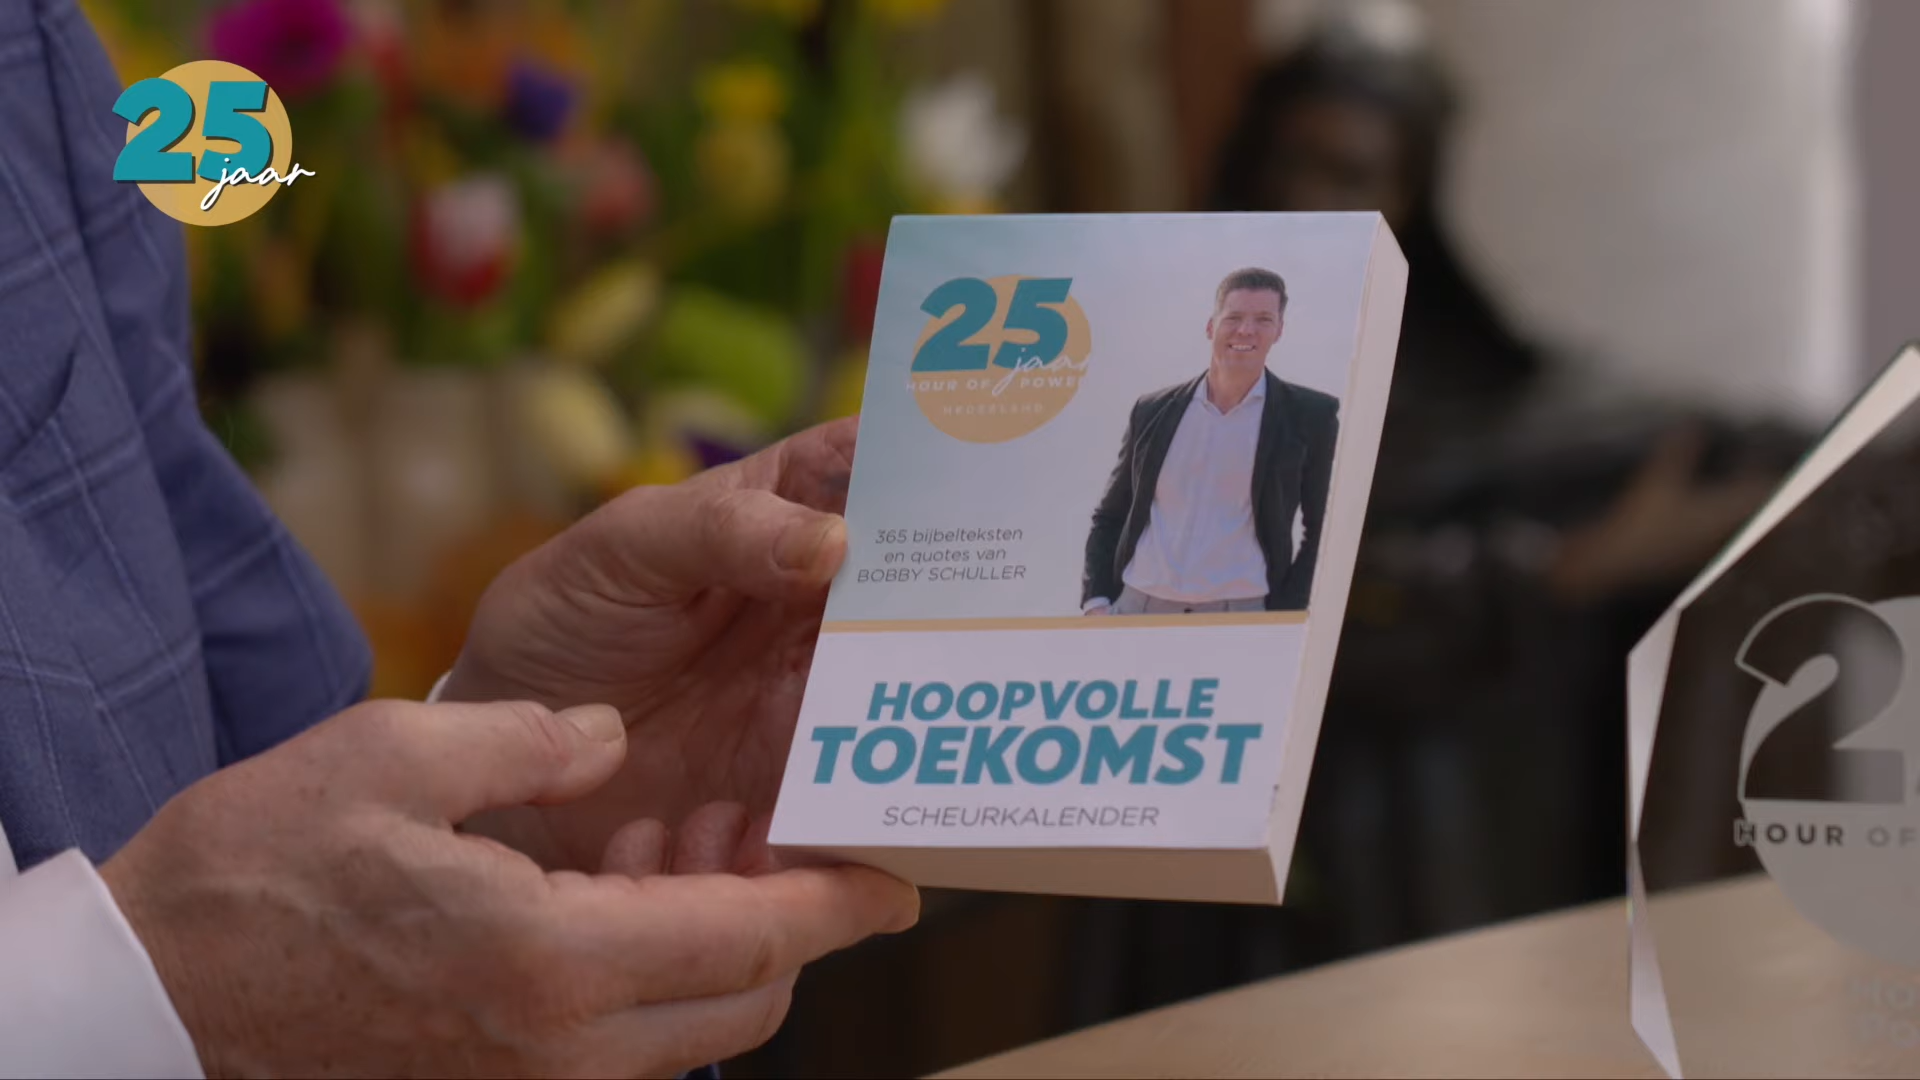 25
jaar
25
jaar
HOUR OF POWER
NEDERLAND
365 bijbelteksten
en quotes van
BOBBY SCHULLER
HOOPVOLLE
TOEKOMST
SCHEURKALENDER
2
HOUR OF